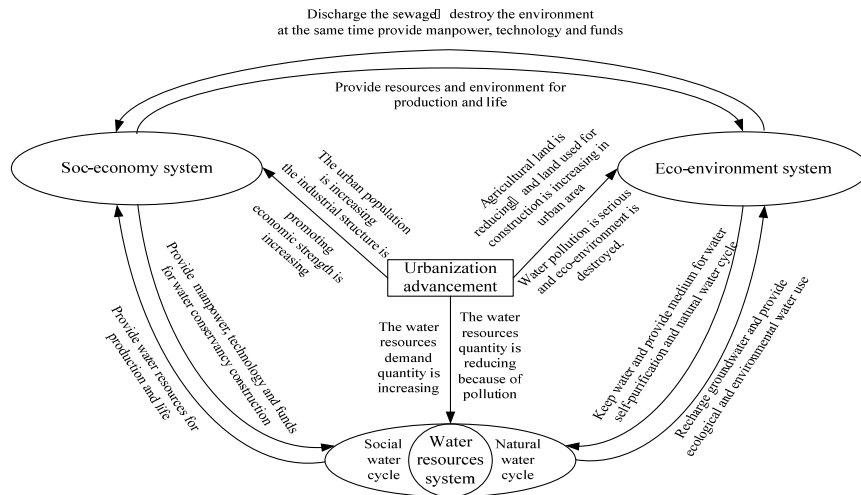 Discharge the sewage▯ destroy the environment
at the same time provide manpower, technology and funds
Provide resources and environment for
production and life
Soc-economy system
Eco-environment system
The urban population
is increasing
the industrial structure is
promoting
economic strength is
increasing
Agricultural land is
reducing▯ and land used for
construction is increasing in
urban area
Water pollution is serious
and eco-environment is
destroyed.
Urbanization
advancement
Provide manpower, technology and funds
for water conservancy construction
Provide water resources for
production and life
The water
resources
demand
quantity is
increasing
The water
resources
quantity is
reducing
because of
pollution
Keep water and provide medium for water
self-purification and natural water cycle
Recharge groundwater and provide
ecological and environmental water use
Social
water
cycle
Water
resources
system
Natural
water
cycle